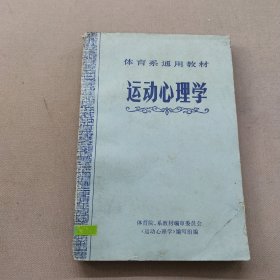 体育系通用教材
运动心理学
体育院、系教材编审委员会
《运动心理学》编写组编